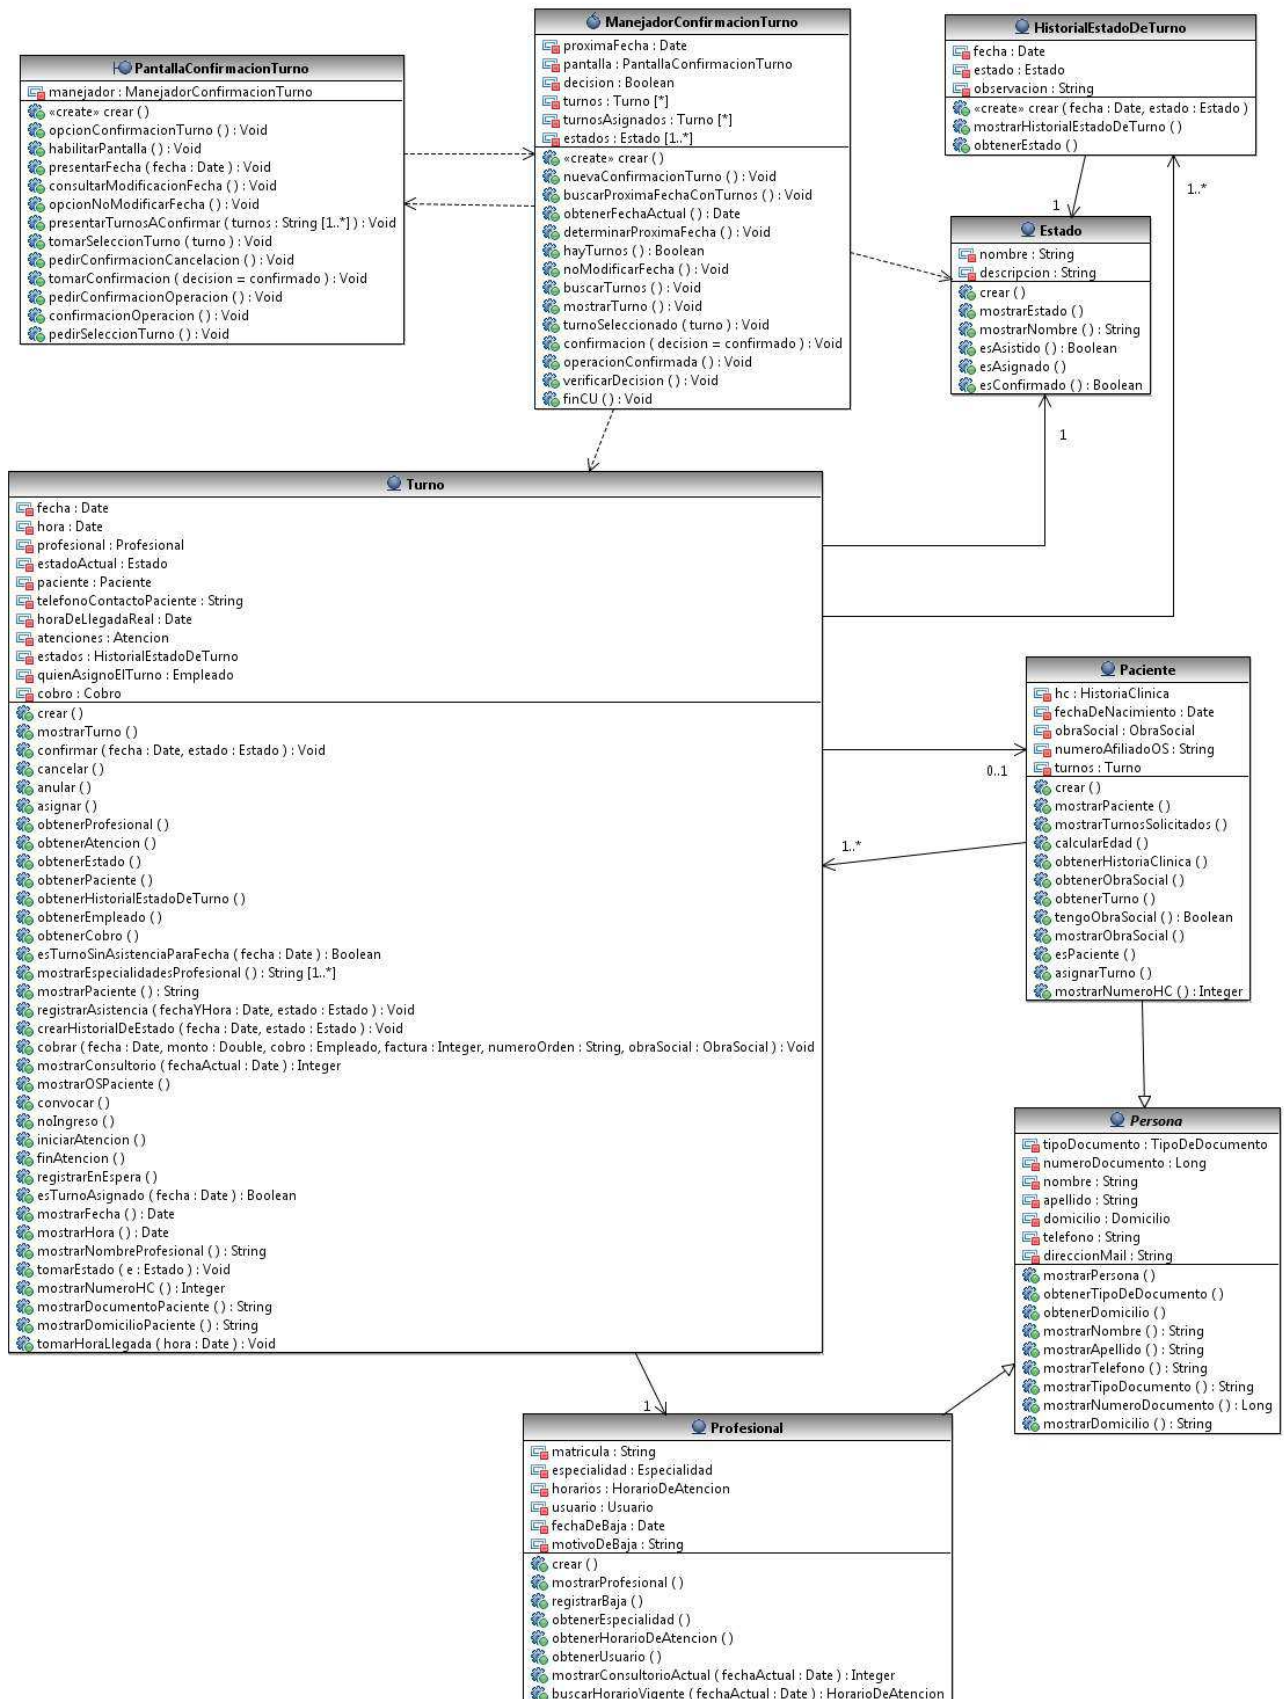 PantallaConfirmacionTurno
manejador : ManejadorConfirmacionTurno
«create» crear ( )
opcionConfirmacionTurno ( ) : Void
habilitarPantalla ( ) : Void
presentarFecha ( fecha : Date ) : Void
consultarModificacionFecha ( ) : Void
opcionNoModificarFecha ( ) : Void
presentarTurnosAConfirmar ( turnos : String [1..*] ) : Void
tomarSeleccionTurno ( turno ) : Void
pedirConfirmacionCancelacion ( ) : Void
tomarConfirmacion ( decision = confirmado ) : Void
pedirConfirmacionOperacion ( ) : Void
confirmacionOperacion ( ) : Void
pedirSeleccionTurno ( ) : Void
ManejadorConfirmacionTurno
proximaFecha : Date
pantalla : PantallaConfirmacionTurno
decision : Boolean
turnos : Turno [*]
turnosAsignados : Turno [*]
estados : Estado [1..*]
«create» crear ( )
nuevaConfirmacionTurno ( ) : Void
buscarProximaFechaConTurnos ( ) : Void
obtenerFechaActual ( ) : Date
determinarProximaFecha ( ) : Void
hayTurnos ( ) : Boolean
noModificarFecha ( ) : Void
buscarTurnos ( ) : Void
mostrarTurno ( ) : Void
turnoSeleccionado ( turno ) : Void
confirmacion ( decision = confirmado ) : Void
operacionConfirmada ( ) : Void
verificarDecision ( ) : Void
finCU ( ) : Void
HistorialEstadoDeTurno
fecha : Date
estado : Estado
observacion : String
«create» crear ( fecha : Date, estado : Estado )
mostrarHistorialEstadoDeTurno ( )
obtenerEstado ( )
1..*
1
Estado
nombre : String
descripcion : String
crear ( )
mostrarEstado ( )
mostrarNombre ( ) : String
esAsistido ( ) : Boolean
esAsignado ( )
esConfirmado ( ) : Boolean
1
Turno
fecha : Date
hora : Date
profesional : Profesional
estadoActual : Estado
paciente : Paciente
telefonoContactoPaciente : String
horaDeLlegadaReal : Date
atenciones : Atencion
estados : HistorialEstadoDeTurno
quienAsignoElTurno : Empleado
cobro : Cobro
crear ( )
mostrarTurno ( )
confirmar ( fecha : Date, estado : Estado ) : Void
cancelar ( )
anular ( )
asignar ( )
obtenerProfesional ( )
obtenerAtencion ( )
obtenerEstado ( )
obtenerPaciente ( )
obtenerHistorialEstadoDeTurno ( )
obtenerEmpleado ( )
obtenerCobro ( )
esTurnoSinAsistenciaParaFecha ( fecha : Date ) : Boolean
mostrarEspecialidadesProfesional ( ) : String [1..*]
mostrarPaciente ( ) : String
registrarAsistencia ( fechaYHora : Date, estado : Estado ) : Void
crearHistorialDeEstado ( fecha : Date, estado : Estado ) : Void
cobrar ( fecha : Date, monto : Double, cobro : Empleado, factura : Integer, numeroOrden : String, obraSocial : ObraSocial ) : Void
mostrarConsultorio ( fechaActual : Date ) : Integer
mostrarOSPaciente ( )
convocar ( )
noIngreso ( )
iniciarAtencion ( )
finAtencion ( )
registrarEnEspera ( )
esTurnoAsignado ( fecha : Date ) : Boolean
mostrarFecha ( ) : Date
mostrarHora ( ) : Date
mostrarNombreProfesional ( ) : String
tomarEstado ( e : Estado ) : Void
mostrarNumeroHC ( ) : Integer
mostrarDocumentoPaciente ( ) : String
mostrarDomicilioPaciente ( ) : String
tomarHoraLlegada ( hora : Date ) : Void
0..1
1..*
Paciente
hc : HistoriaClinica
fechaDeNacimiento : Date
obraSocial : ObraSocial
numeroAfiliadoOS : String
turnos : Turno
crear ( )
mostrarPaciente ( )
mostrarTurnosSolicitados ( )
calcularEdad ( )
obtenerHistoriaClinica ( )
obtenerObraSocial ( )
obtenerTurno ( )
tengoObraSocial ( ) : Boolean
mostrarObraSocial ( )
esPaciente ( )
asignarTurno ( )
mostrarNumeroHC ( ) : Integer
Persona
tipoDocumento : TipoDeDocumento
numeroDocumento : Long
nombre : String
apellido : String
domicilio : Domicilio
telefono : String
direccionMail : String
mostrarPersona ( )
obtenerTipoDeDocumento ( )
obtenerDomicilio ( )
mostrarNombre ( ) : String
mostrarApellido ( ) : String
mostrarTelefono ( ) : String
mostrarTipoDocumento ( ) : String
mostrarNumeroDocumento ( ) : Long
mostrarDomicilio ( ) : String
1
Profesional
matricula : String
especialidad : Especialidad
horarios : HorarioDeAtencion
usuario : Usuario
fechaDeBaja : Date
motivoDeBaja : String
crear ( )
mostrarProfesional ( )
registrarBaja ( )
obtenerEspecialidad ( )
obtenerHorarioDeAtencion ( )
obtenerUsuario ( )
mostrarConsultorioActual ( fechaActual : Date ) : Integer
buscarHorarioVigente ( fechaActual : Date ) : HorarioDeAtencion